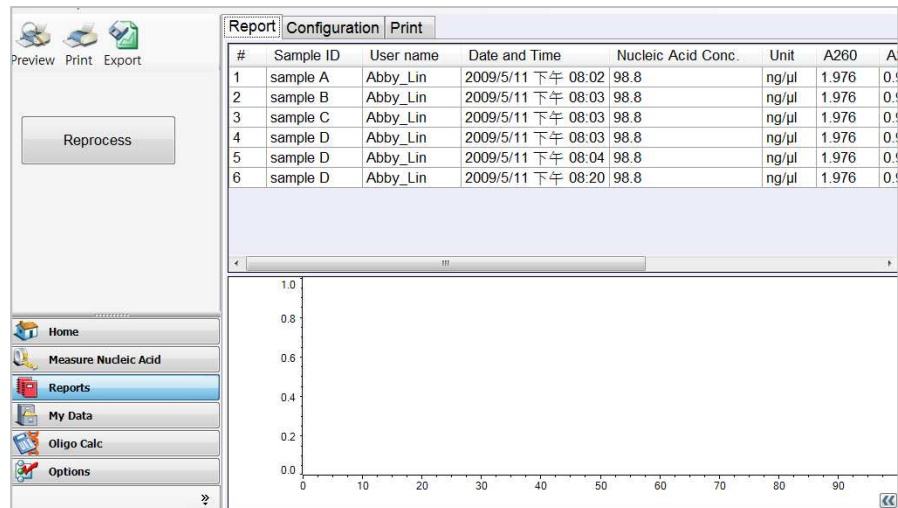 Preview Print Export
Reprocess
Home
Measure Nucleic Acid
Reports
My Data
Oligo Calc
Options
Report Configuration Print
# Sample ID User name Date and Time Nucleic Acid Conc. Unit A260
1 sample A Abby_Lin 2009/5/11 下午 08:02 98.8 ng/µl 1.976
2 sample B Abby_Lin 2009/5/11 下午 08:03 98.8 ng/µl 1.976
3 sample C Abby_Lin 2009/5/11 下午 08:03 98.8 ng/µl 1.976
4 sample D Abby_Lin 2009/5/11 下午 08:03 98.8 ng/µl 1.976
5 sample D Abby_Lin 2009/5/11 下午 08:04 98.8 ng/µl 1.976
6 sample D Abby_Lin 2009/5/11 下午 08:20 98.8 ng/µl 1.976
1.0
0.8
0.6
0.4
0.2
0.0
0 10 20 30 40 50 60 70 80 90